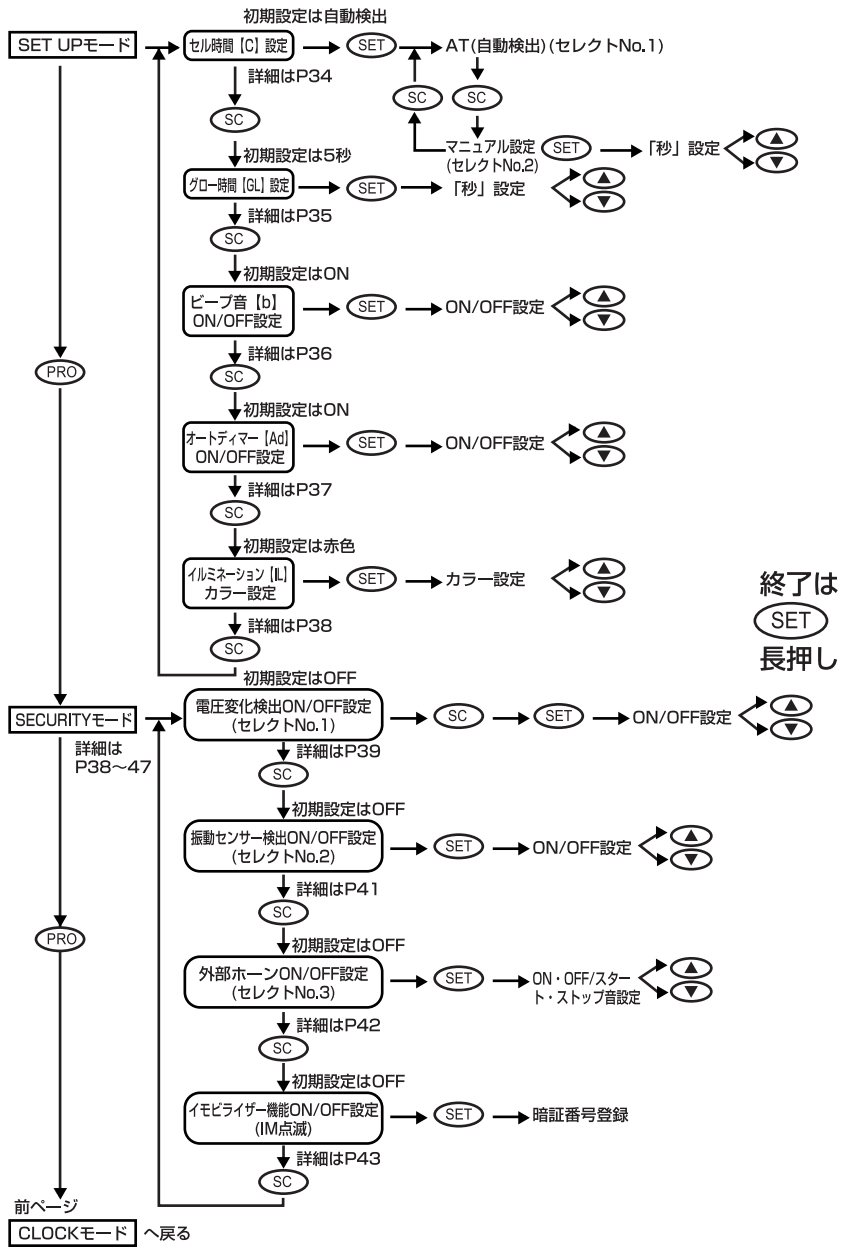 初期設定は自動検出
SET UPモード
セル時間【C】設定
SET
AT(自動検出)(セレクトNo.1)
詳細はP34
SC
SC
SC
マニュアル設定
(セレクトNo.2)
SET
「秒」設定
▲
▼
初期設定は5秒
グロー時間【GL】設定
SET
「秒」設定
▲
▼
詳細はP35
SC
初期設定はON
ビープ音【b】
ON/OFF設定
SET
ON/OFF設定
▲
▼
詳細はP36
SC
PRO
初期設定はON
オートディマー【Ad】
ON/OFF設定
SET
ON/OFF設定
▲
▼
詳細はP37
SC
初期設定は赤色
イルミネーション【IL】
カラー設定
SET
カラー設定
▲
▼
詳細はP38
SC
終了は
SET
長押し
初期設定はOFF
SECURITYモード
詳細は
P38〜47
電圧変化検出ON/OFF設定
(セレクトNo.1)
SC
SET
ON/OFF設定
▲
▼
詳細はP39
SC
初期設定はOFF
振動センサー検出ON/OFF設定
(セレクトNo.2)
SET
ON/OFF設定
▲
▼
詳細はP41
SC
PRO
初期設定はOFF
外部ホーンON/OFF設定
(セレクトNo.3)
SET
ON・OFF/スター
ト・ストップ音設定
▲
▼
詳細はP42
SC
初期設定はOFF
イモビライザー機能ON/OFF設定
(IM点滅)
SET
暗証番号登録
詳細はP43
SC
前ページ
CLOCKモード へ戻る